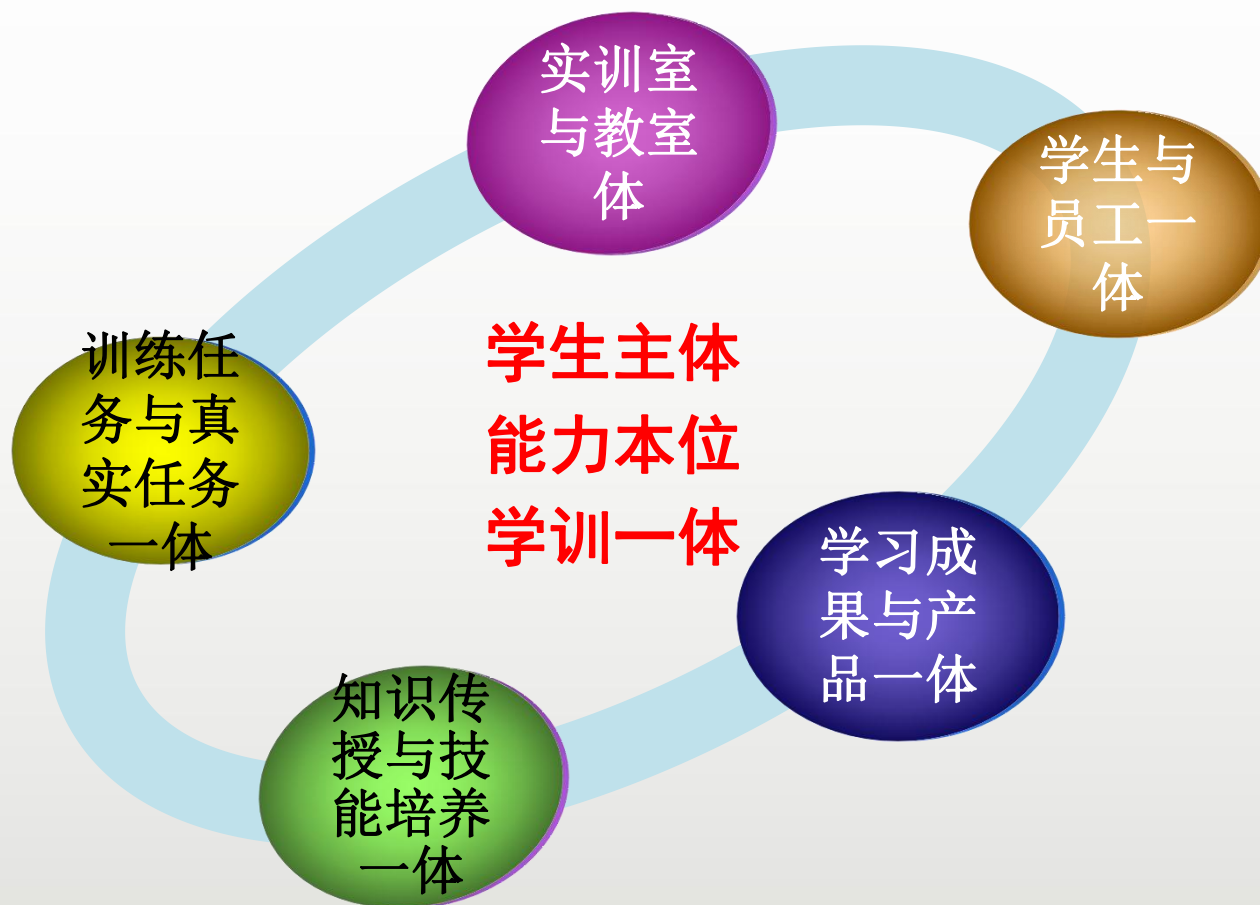 实训室
与教室
体
学生与
员工一
体
训练任
务与真
实任务
一体
学生主体
能力本位
学训一体
学习成
果与产
品一体
知识传
授与技
能培养
一体